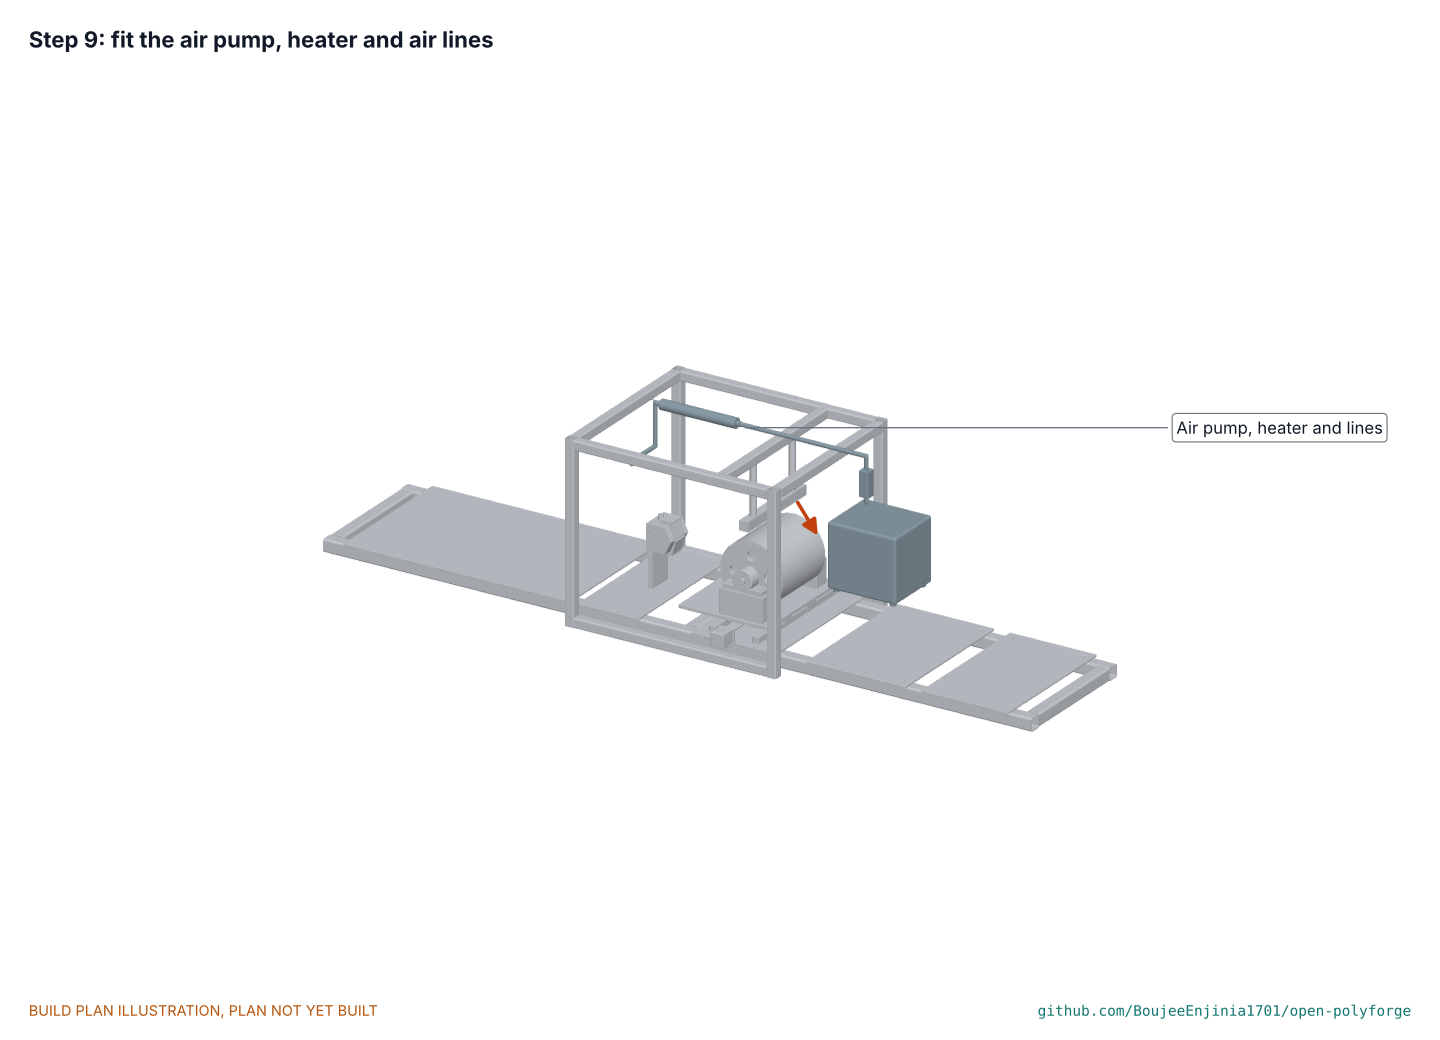 Step 9: fit the air pump, heater and air lines
Air pump, heater and lines
BUILD PLAN ILLUSTRATION, PLAN NOT YET BUILT
github.com/BoujeeEnjinia1701/open-polyforge